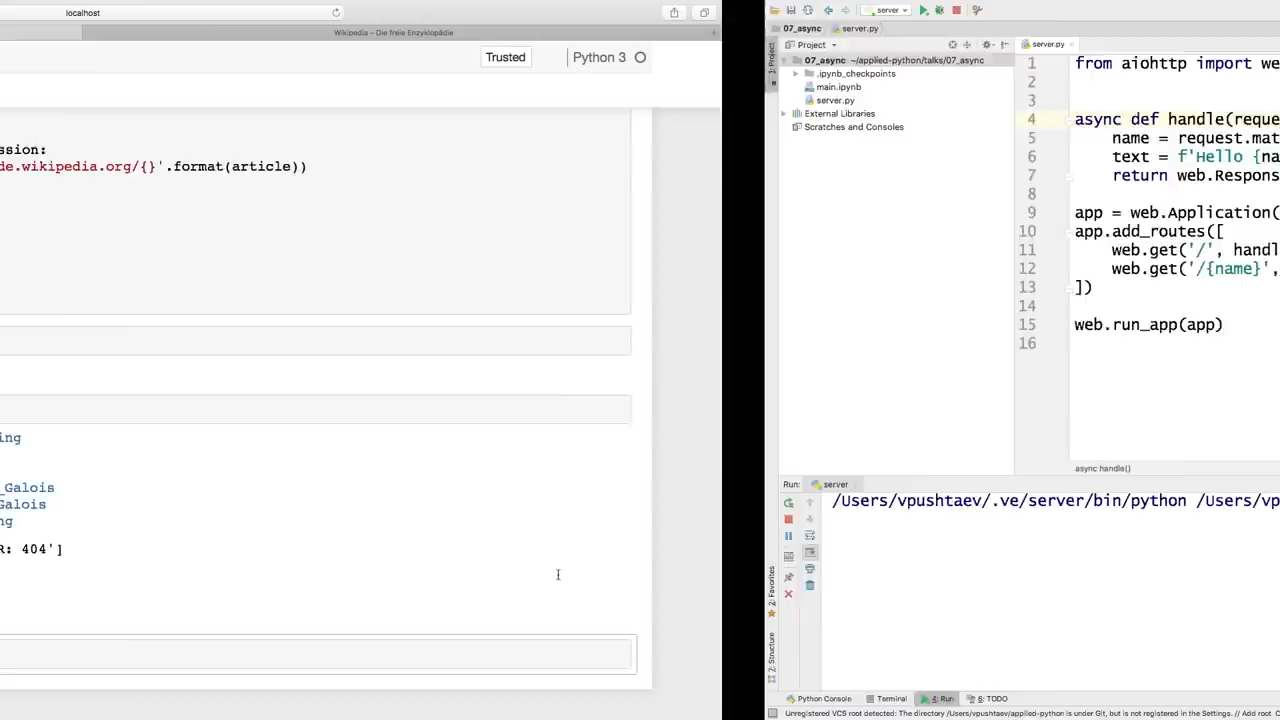 localhost
Wikipedia – Die freie Enzyklopädie
Trusted
Python 3
ssion:
de.wikipedia.org/{}'.format(article))
ing
_Galois
Galois
ng
R: 404']
server
07_async
server.py
1: Project
Project
server.py
07_async ~/applied-python/talks/07_async
.ipynb_checkpoints
main.ipynb
server.py
External Libraries
Scratches and Consoles
1 from aiohttp import we
2
3
4 async def handle(reque
5 name = request.mat
6 text = f'Hello {na
7 return web.Respons
8
9 app = web.Application(
10 app.add_routes([
11 web.get('/', handl
12 web.get('/{name}',
13 ])
14
15 web.run_app(app)
16
async handle()
Run: server
/Users/vpushtaev/.ve/server/bin/python /Users/vp
2: Favorites
7: Structure
Python Console
Terminal
4: Run
6: TODO
Unregistered VCS root detected: The directory /Users/vpushtaev/applied-python is under Git, but is not registered in the Settings. // Add root C